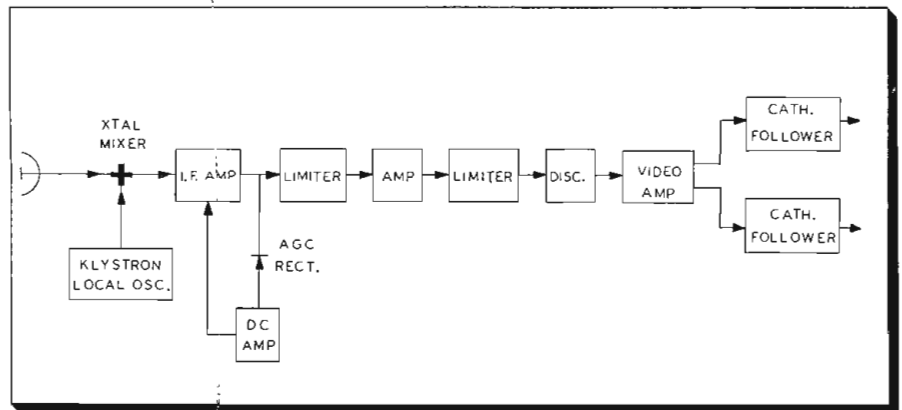 XTAL
MIXER
I.F. AMP
LIMITER
AMP
LIMITER
DISC.
VIDEO
AMP
CATH.
FOLLOWER
CATH.
FOLLOWER
KLYSTRON
LOCAL OSC.
AGC
RECT.
DC
AMP